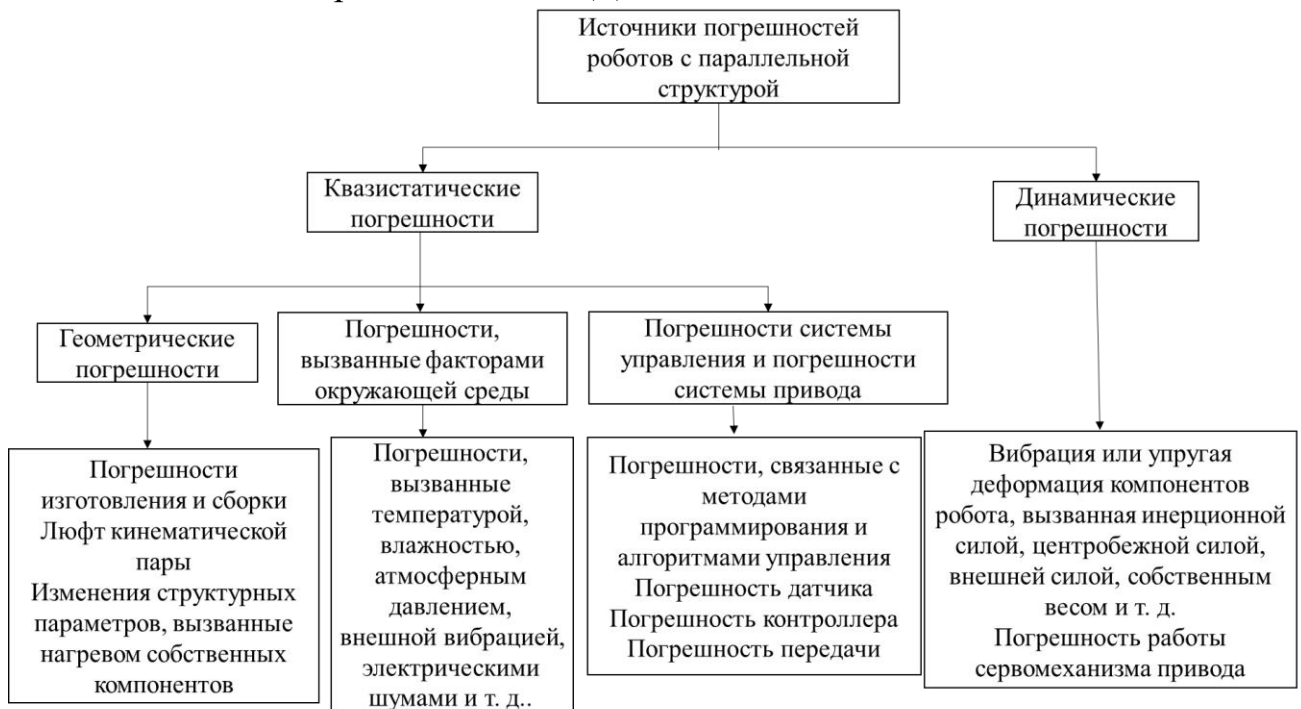 Источники погрешностей
роботов с параллельной
структурой
Квазистатические
погрешности
Динамические
погрешности
Геометрические
погрешности
Погрешности,
вызванные факторами
окружающей среды
Погрешности системы
управления и погрешности
системы привода
Погрешности
изготовления и сборки
Люфт кинематической
пары
Изменения структурных
параметров, вызванные
нагревом собственных
компонентов
Погрешности,
вызванные
температурой,
влажностью,
атмосферным
давлением,
внешной вибрацией,
электрическими
шумами и т. д..
Погрешности, связанные с
методами
программирования и
алгоритмами управления
Погрешность датчика
Погрешность контроллера
Погрешность передачи
Вибрация или упругая
деформация компонентов
робота, вызванная инерционной
силой, центробежной силой,
внешней силой, собственным
весом и т. д.
Погрешность работы
сервомеханизма привода